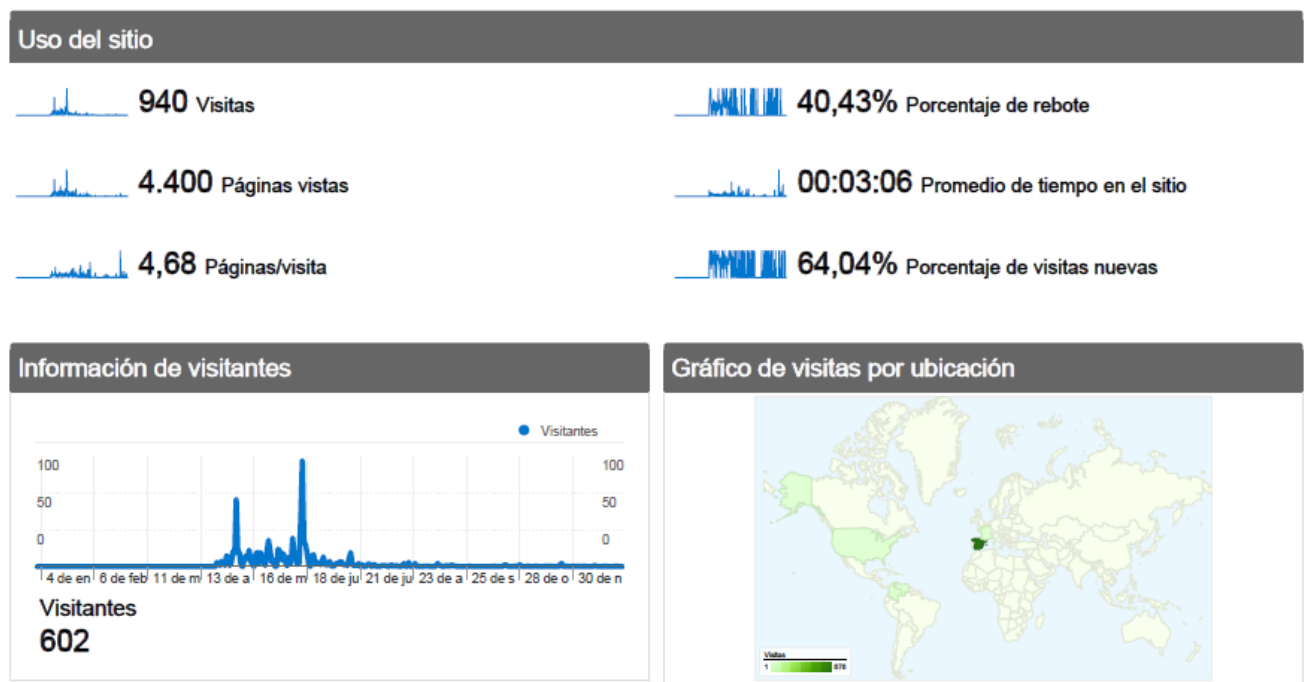 Uso del sitio
940 Visitas
40,43% Porcentaje de rebote
4.400 Páginas vistas
00:03:06 Promedio de tiempo en el sitio
4,68 Páginas/visita
64,04% Porcentaje de visitas nuevas
Información de visitantes
Visitantes
100 100
50 50
0 0
4 de en 6 de feb 11 de m 13 de a 16 de m 18 de ju 21 de ju 23 de a 25 de s 28 de o 30 de n
Visitantes
602
Gráfico de visitas por ubicación
Visitas
1 878